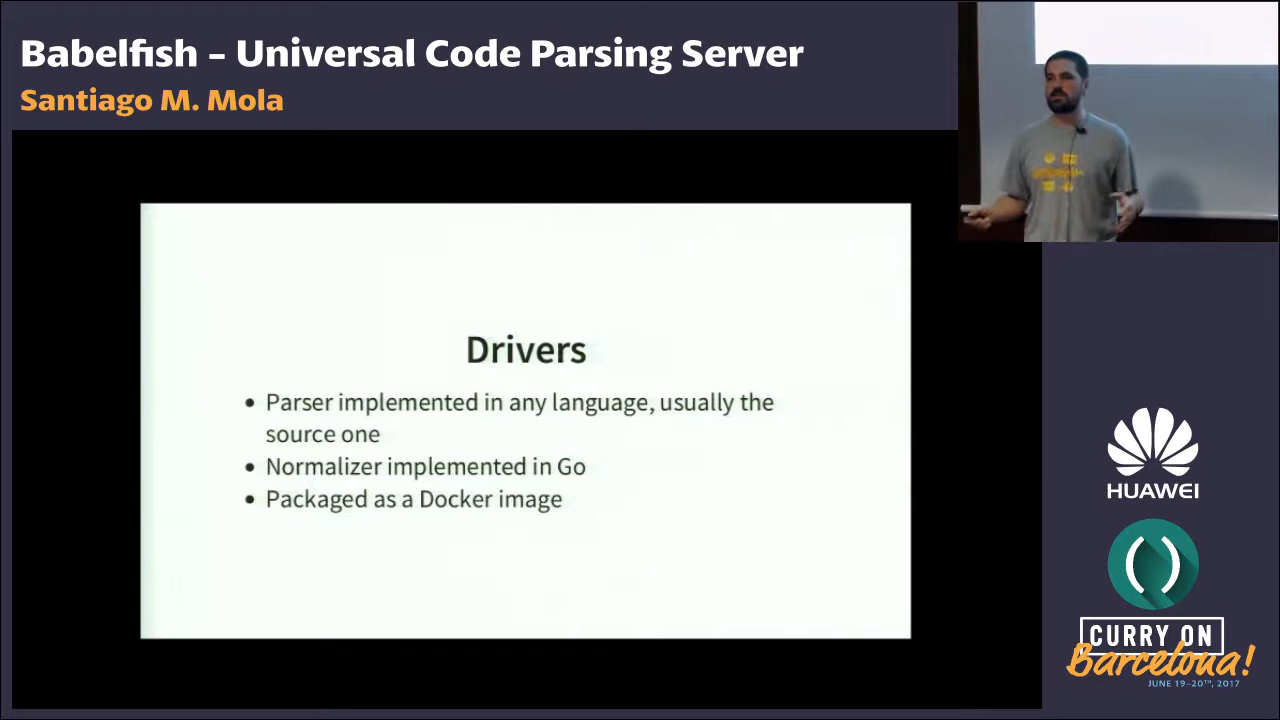 Babelfish – Universal Code Parsing Server
Santiago M. Mola
Drivers
• Parser implemented in any language, usually the
source one
• Normalizer implemented in Go
• Packaged as a Docker image
HUAWEI
CURRY ON
Barcelona!
JUNE 19-20TH, 2017